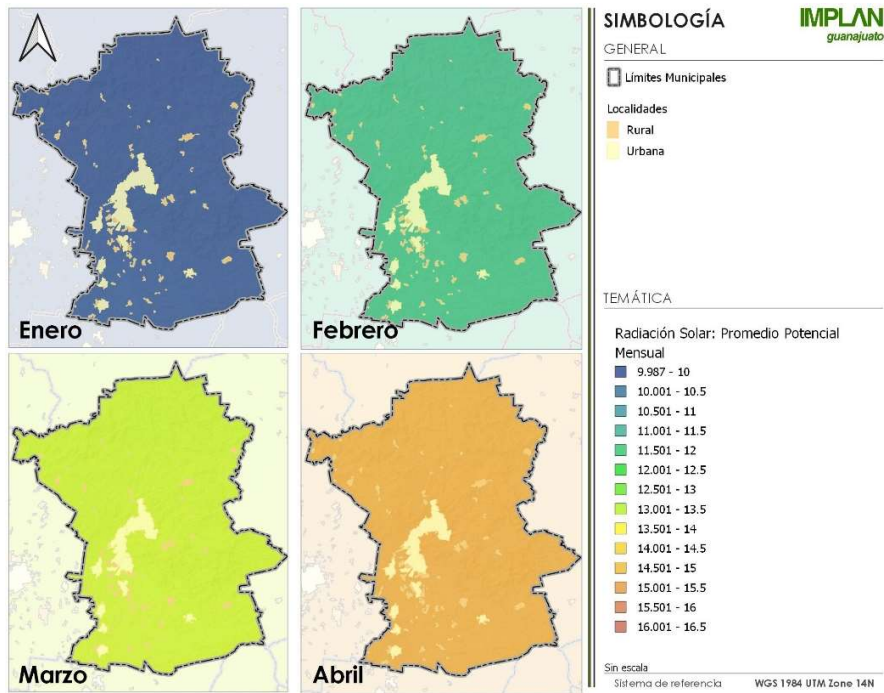 Enero
Febrero
Marzo
Abril
SIMBOLOGÍA
IMPLAN
guanajuato
GENERAL
Límites Municipales
Localidades
Rural
Urbana
TEMÁTICA
Radiación Solar: Promedio Potencial
Mensual
9.987 - 10
10.001 - 10.5
10.501 - 11
11.001 - 11.5
11.501 - 12
12.001 - 12.5
12.501 - 13
13.001 - 13.5
13.501 - 14
14.001 - 14.5
14.501 - 15
15.001 - 15.5
15.501 - 16
16.001 - 16.5
Sin escala
Sistema de referencia WGS 1984 UTM Zone 14N